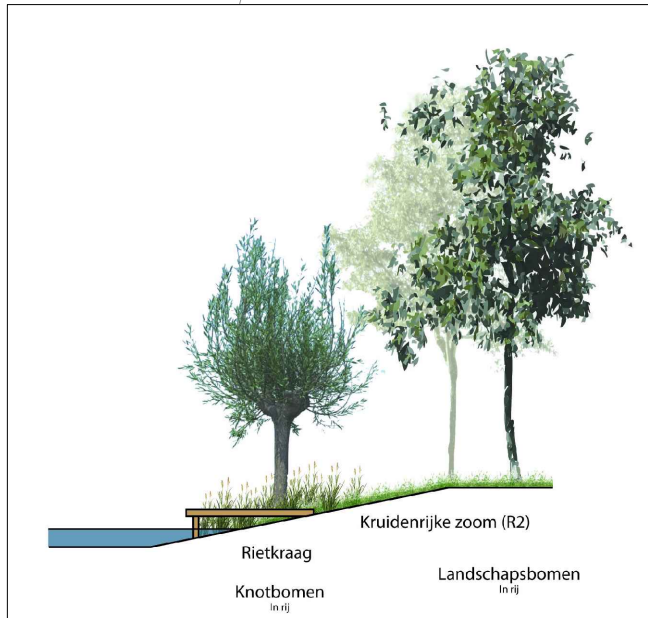 Kruidenrijke zoom (R2)
Rietkraag
Landschapsbomen
In rij
Knotbomen
In rij